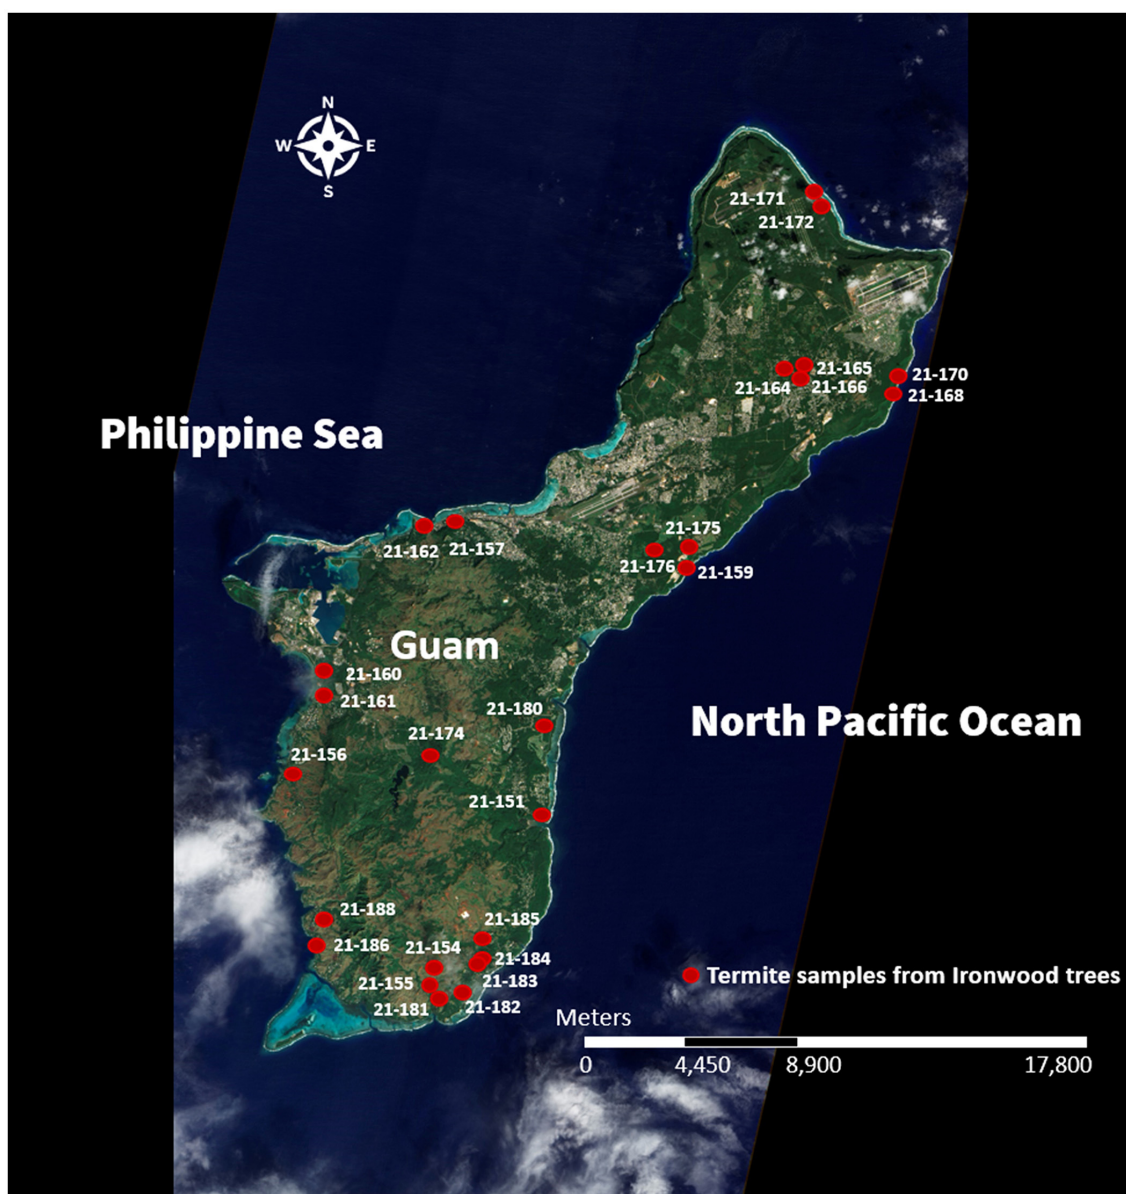 N
W E
S
21-171
21-172
21-165
21-164 21-166
21-170
21-168
Philippine Sea
21-162 21-157
21-175
21-176
21-159
Guam
21-160
21-161
21-180
North Pacific Ocean
21-174
21-156
21-151
21-188
21-185
21-186
21-154
21-184
21-155
21-183
21-181
21-182
Termite samples from Ironwood trees
Meters
0 4,450 8,900 17,800